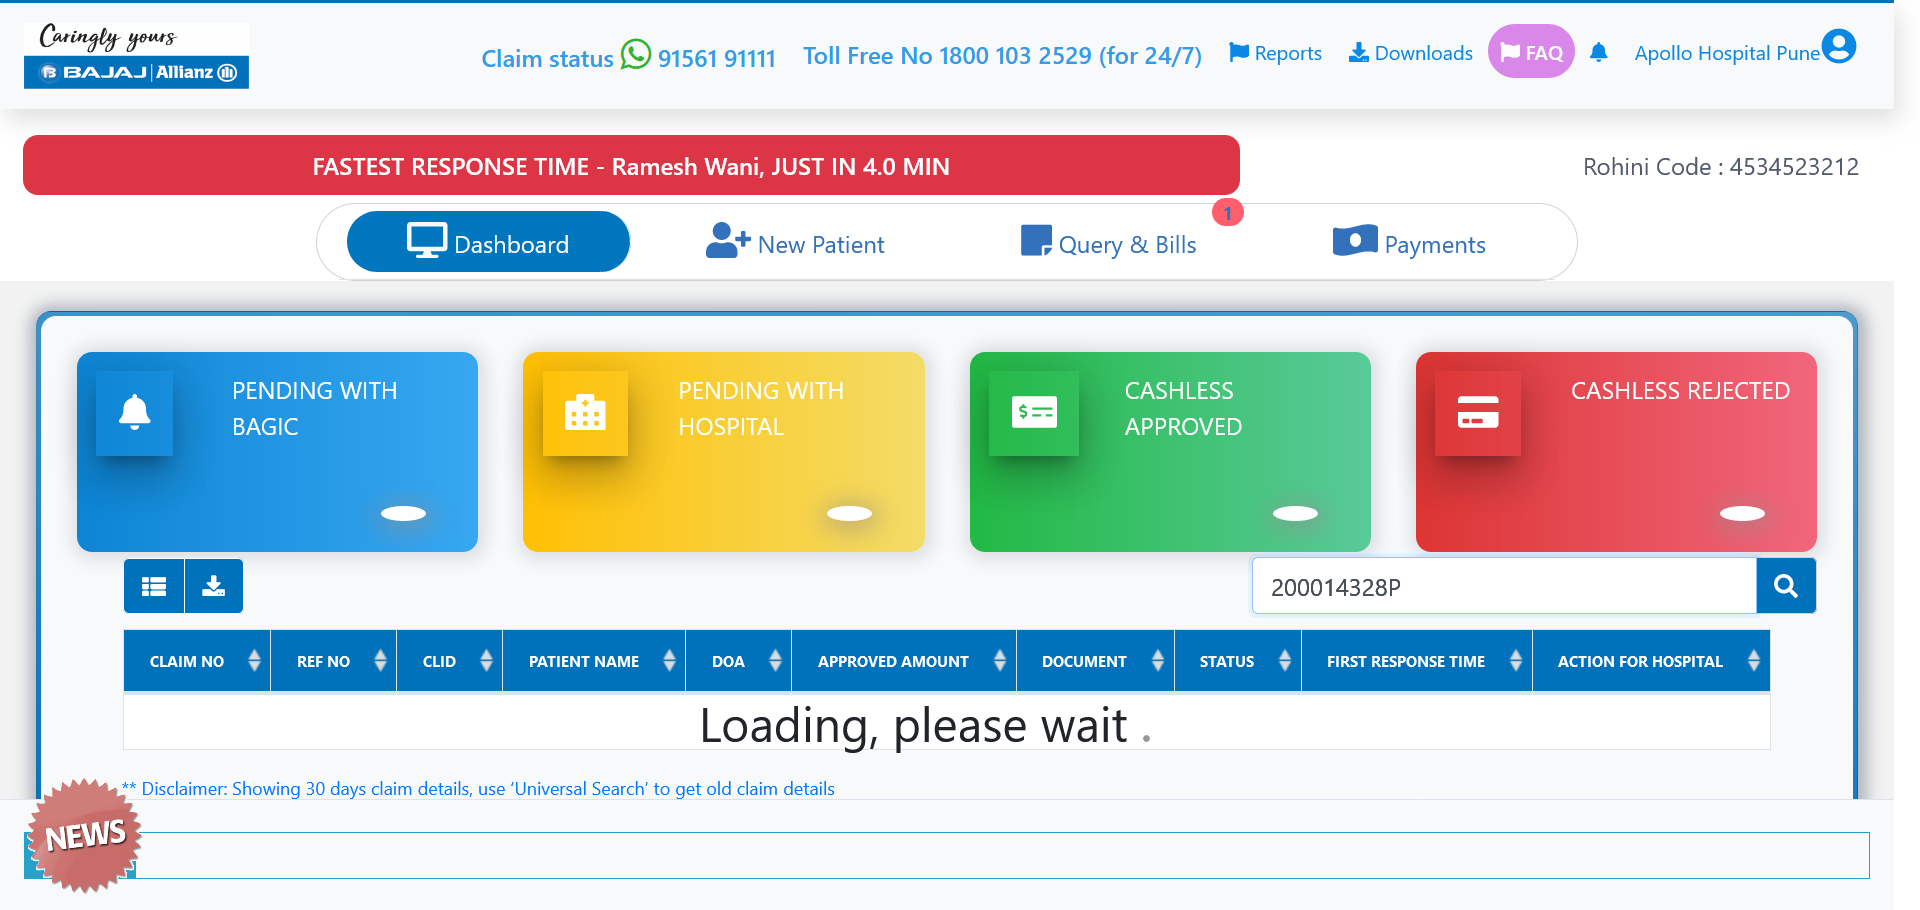 Caringly yours
BAJAJ | Allianz
Claim status 91561 91111
Toll Free No 1800 103 2529 (for 24/7)
Reports
Downloads
FAQ
Apollo Hospital Pune
FASTEST RESPONSE TIME - Ramesh Wani, JUST IN 4.0 MIN
Rohini Code : 4534523212
Dashboard
New Patient
Query & Bills
1
Payments
PENDING WITH
BAGIC
PENDING WITH
HOSPITAL
CASHLESS
APPROVED
CASHLESS REJECTED
200014328P
CLAIM NO
REF NO
CLID
PATIENT NAME
DOA
APPROVED AMOUNT
DOCUMENT
STATUS
FIRST RESPONSE TIME
ACTION FOR HOSPITAL
Loading, please wait .
** Disclaimer: Showing 30 days claim details, use ‘Universal Search’ to get old claim details
NEWS